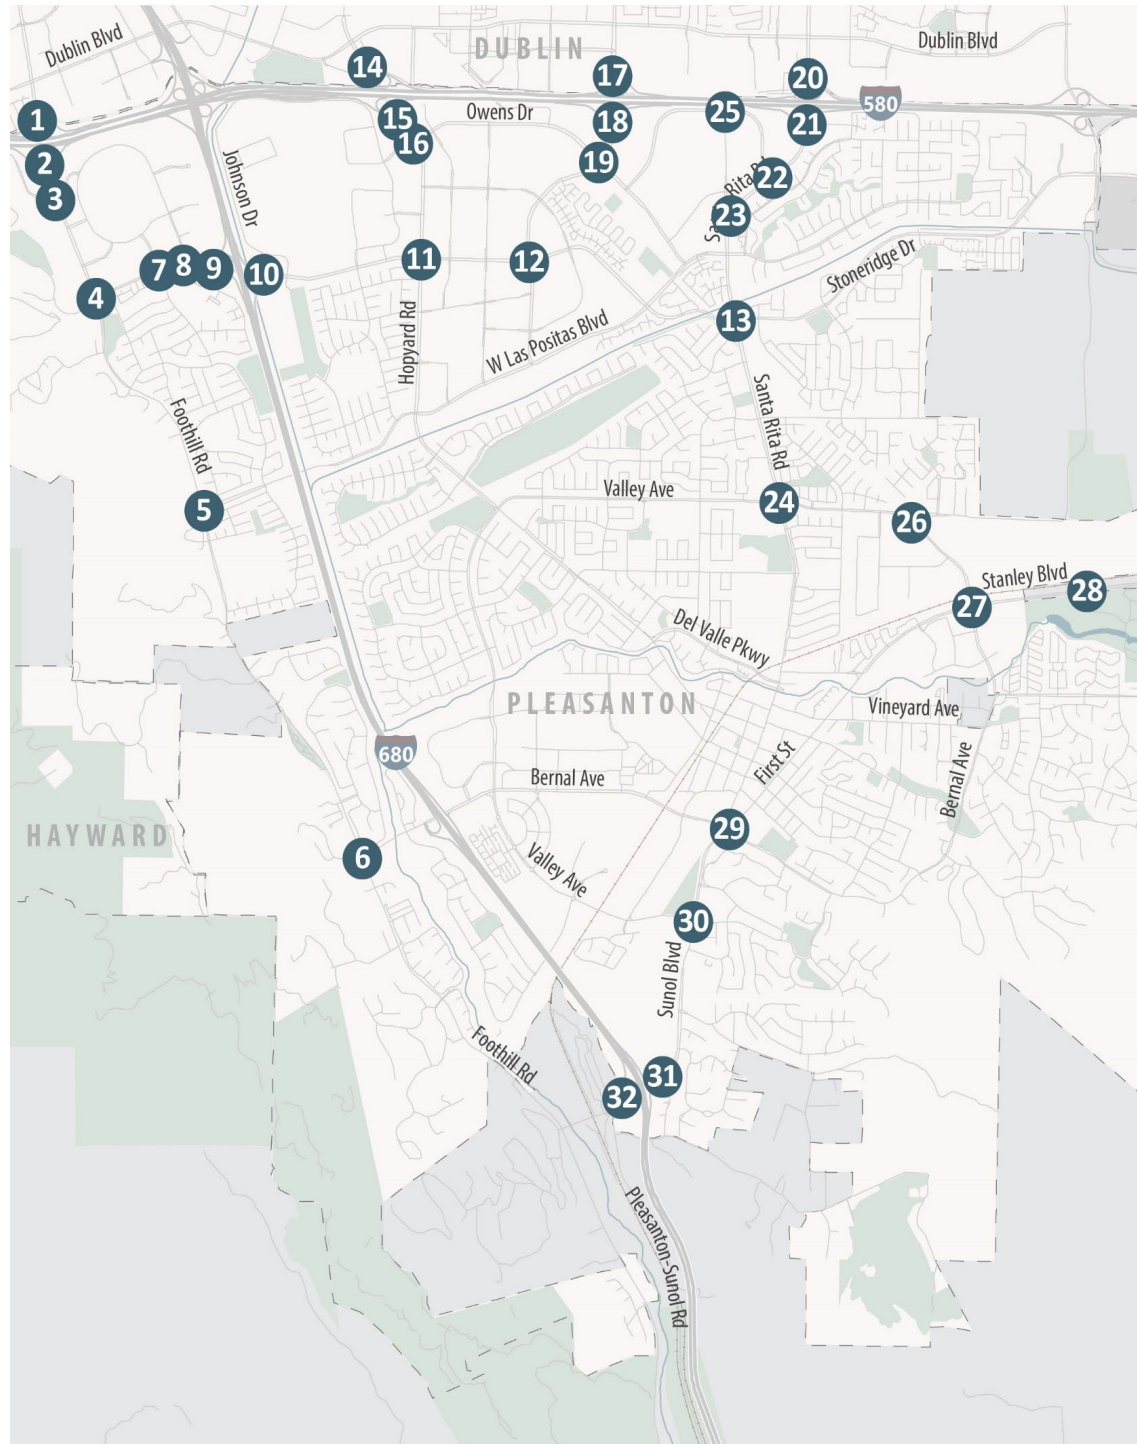 DUBLIN
Dublin Blvd
Dublin Blvd
14
17
20
580
1
15
Owens Dr
18
25
21
16
2
19
Rita Rd
22
3
Johnson Dr
23
Sa
7
8
9
10
11
12
Stoneridge Dr
4
13
Hopyard Rd
W Las Positas Blvd
Foothill Rd
Santa Rita Rd
Valley Ave
24
5
26
Stanley Blvd
28
27
Del Valle Pkwy
PLEASANTON
Vineyard Ave
680
First St
Bernal Ave
Bernal Ave
HAYWARD
29
6
Valley Ave
30
Sunol Blvd
Foothill Rd
31
32
Pleasanton-Sunol Rd